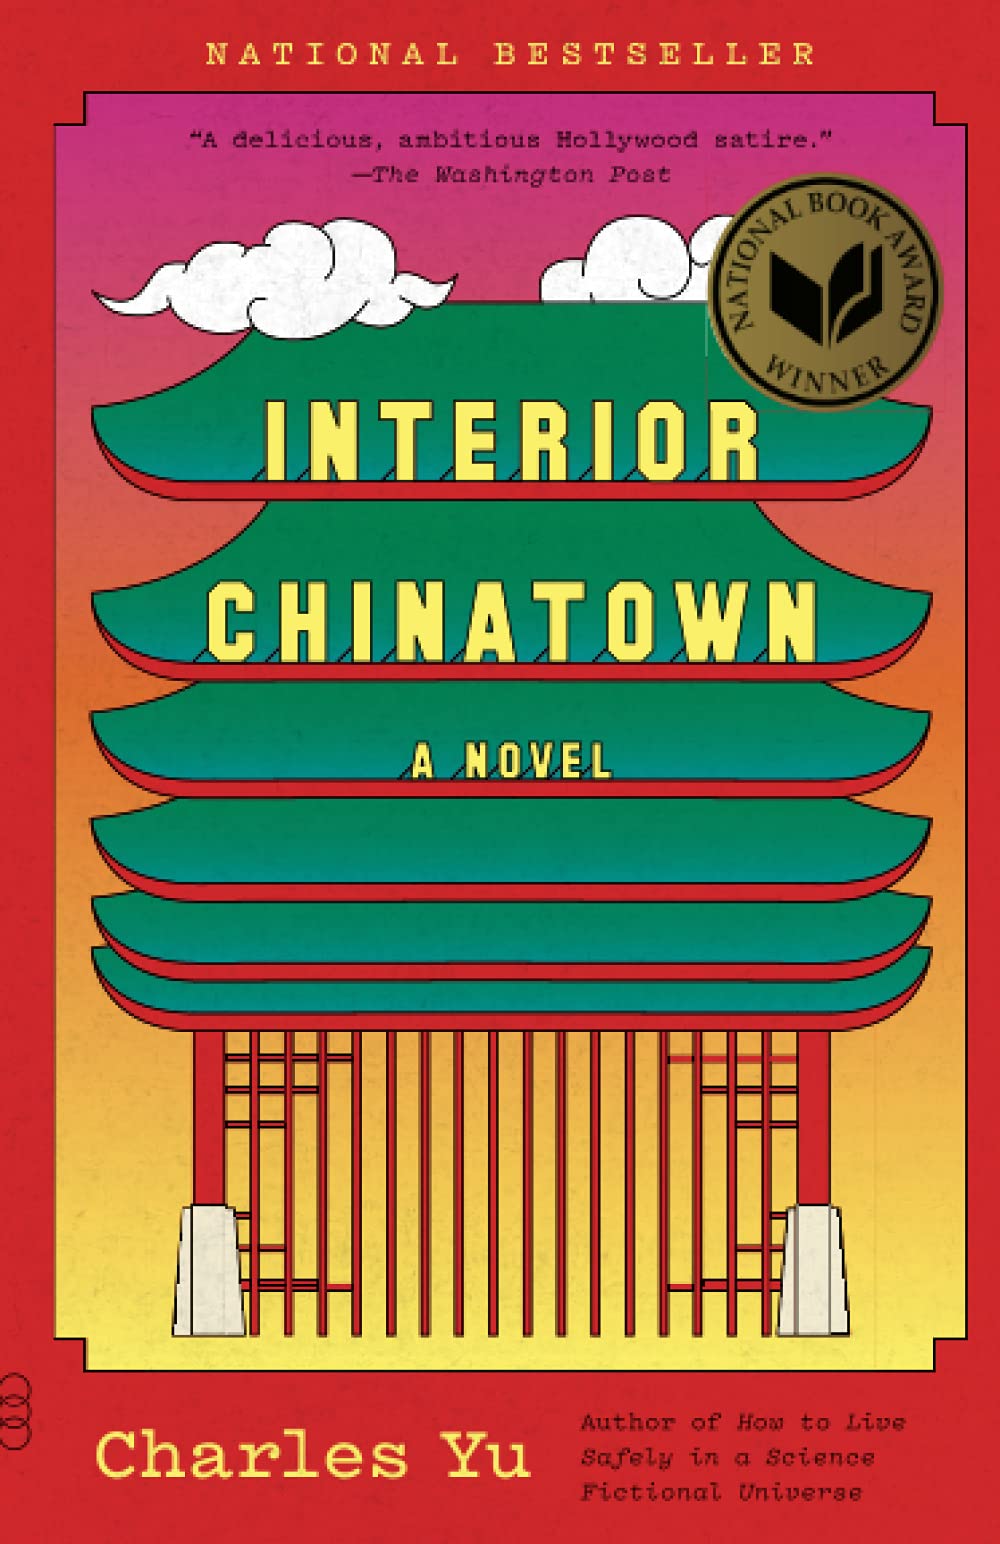 NATIONAL BESTSELLER
“A delicious, ambitious Hollywood satire.”
—The Washington Post
NATIONAL BOOK AWARD
WINNER
INTERIOR
CHINATOWN
A NOVEL
Charles Yu
Author of How to Live
Safely in a Science
Fictional Universe